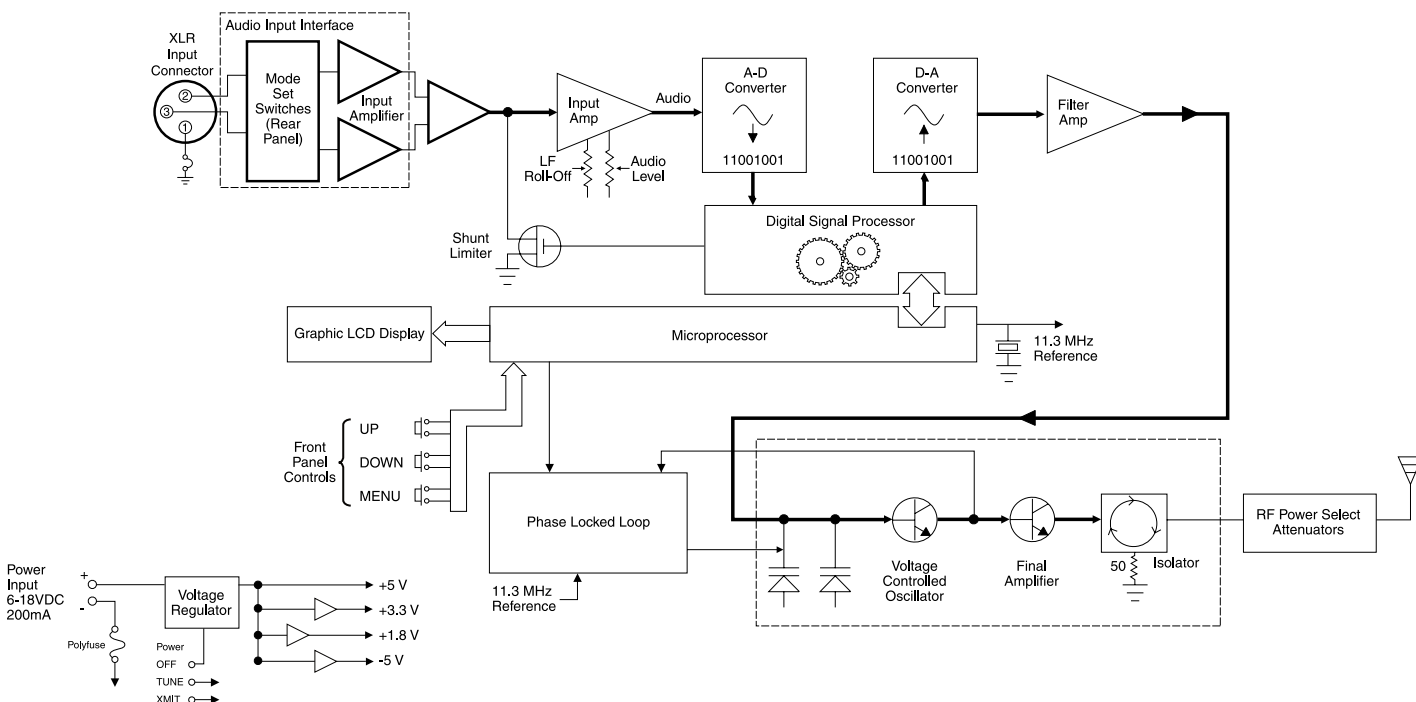 Audio Input Interface
XLR
Input
Connector
2
3
1
Mode
Set
Switches
(Rear
Panel)
Input
Amplifier
Input
Amp
LF
Roll-Off
Audio
Level
Audio
A-D
Converter
11001001
D-A
Converter
11001001
Filter
Amp
Shunt
Limiter
Digital Signal Processor
Graphic LCD Display
Microprocessor
11.3 MHz
Reference
Front
Panel
Controls
UP
DOWN
MENU
Phase Locked Loop
11.3 MHz
Reference
Voltage
Controlled
Oscillator
Final
Amplifier
50
Isolator
RF Power Select
Attenuators
Power
Input
6-18VDC
200mA
+
-
Polyfuse
Voltage
Regulator
Power
OFF
TUNE
XMIT
+5 V
+3.3 V
+1.8 V
-5 V